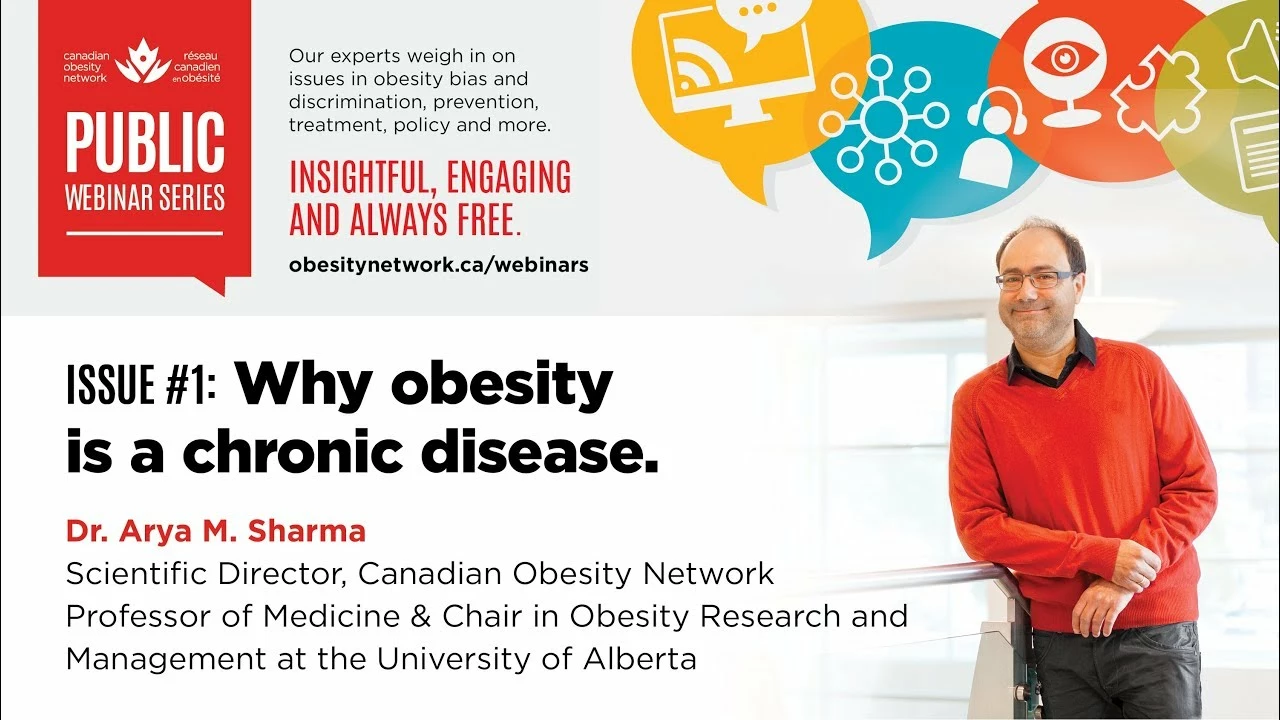 canadian
obesity
network
réseau
canadien
en obésité
PUBLIC
WEBINAR SERIES
Our experts weigh in on
issues in obesity bias and
discrimination, prevention,
treatment, policy and more.
INSIGHTFUL, ENGAGING
AND ALWAYS FREE.
obesitynetwork.ca/webinars
ISSUE #1: Why obesity
is a chronic disease.
Dr. Arya M. Sharma
Scientific Director, Canadian Obesity Network
Professor of Medicine & Chair in Obesity Research and
Management at the University of Alberta